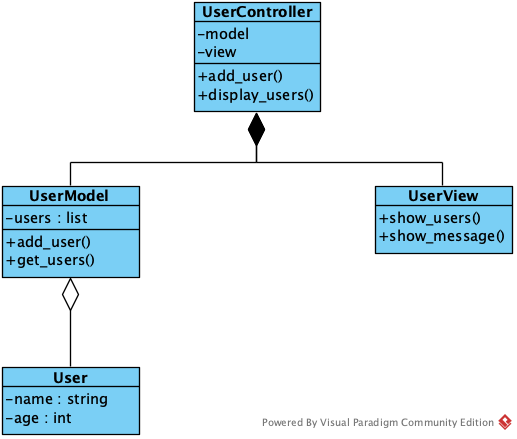 UserController
-model
-view
+add_user()
+display_users()
UserModel
-users : list
+add_user()
+get_users()
UserView
+show_users()
+show_message()
User
-name : string
-age : int
Powered By Visual Paradigm Community Edition